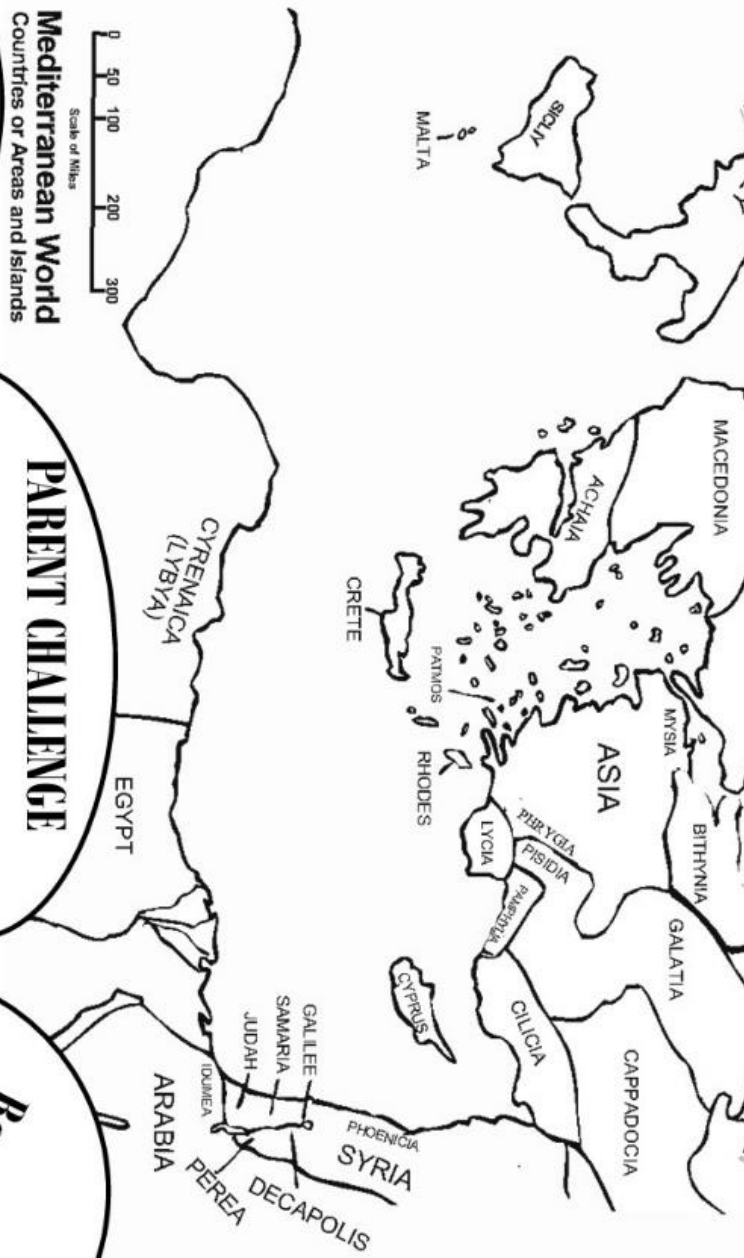 MACEDONIA
SICLIY
MALTA
ACHAIA
MYSIA
BITHYNIA
ASIA
GALATIA
CAPPADOCIA
PHRYGIA
PISIDIA
LYCIA
PAMPHYLIA
CILICIA
PATMOS
CRETE
RHODES
CYPRUS
SYRIA
PHOENICIA
GALILEE
SAMARIA
JUDAH
IDUMEA
DECAPOLIS
PEREA
ARABIA
EGYPT
CYRENAICA
(LYBYA)
0 50 100 200 300
Scale of Miles
Mediterranean World
Countries or Areas and Islands
PARENT CHALLENGE